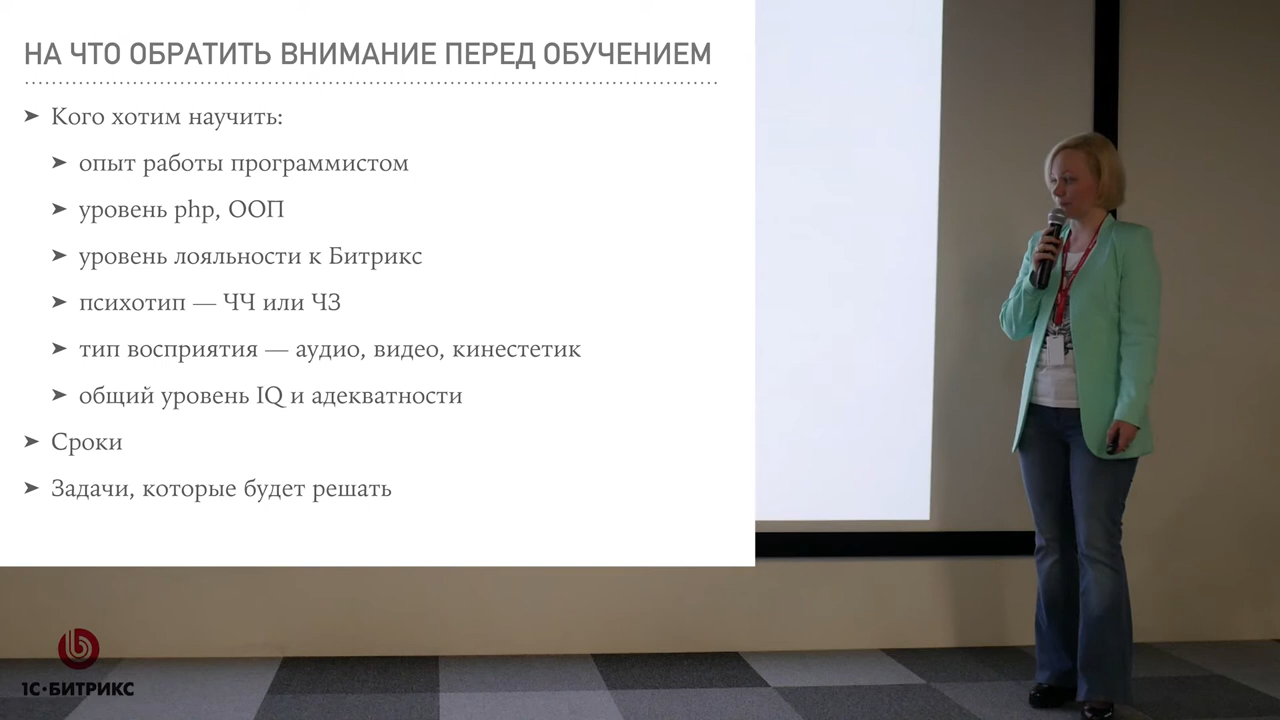 НА ЧТО ОБРАТИТЬ ВНИМАНИЕ ПЕРЕД ОБУЧЕНИЕМ
➤ Кого хотим научить:
➤ опыт работы программистом
➤ уровень php, ООП
➤ уровень лояльности к Битрикс
➤ психотип — ЧЧ или ЧЗ
➤ тип восприятия — аудио, видео, кинестетик
➤ общий уровень IQ и адекватности
➤ Сроки
➤ Задачи, которые будет решать
1С·БИТРИКС